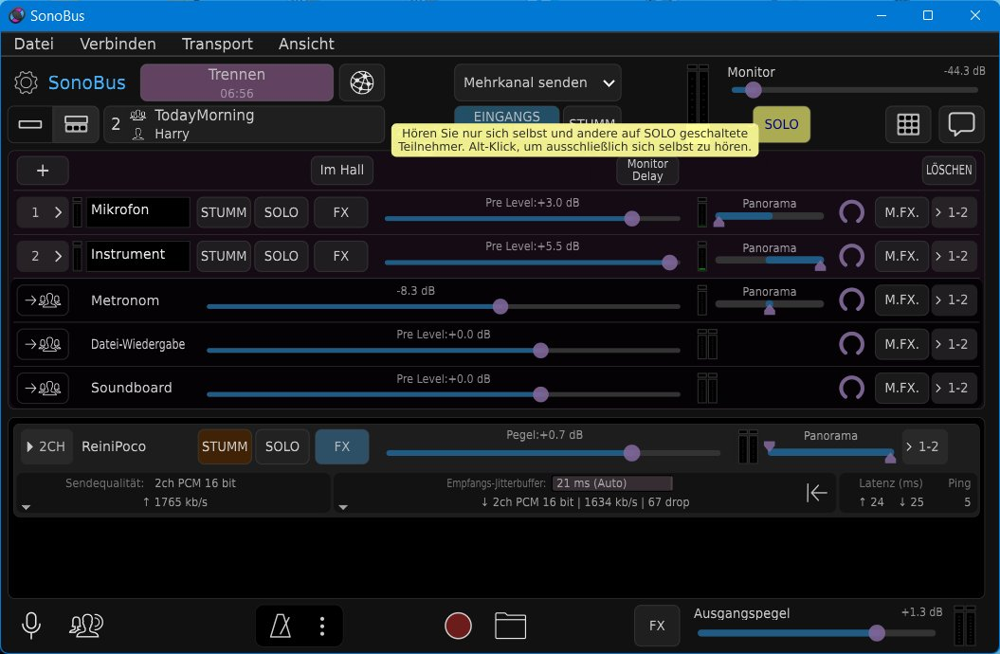 SonoBus
Datei Verbinden Transport Ansicht
SonoBus
Trennen
06:56
Mehrkanal senden
Monitor
-44.3 dB
2 TodayMorning
Harry
EINGANGS
STUMM
SOLO
Hören Sie nur sich selbst und andere auf SOLO geschaltete
Teilnehmer. Alt-Klick, um ausschließlich sich selbst zu hören.
+ Im Hall
Monitor
Delay
LÖSCHEN
1 > Mikrofon STUMM SOLO FX Pre Level:+3.0 dB Panorama M.FX. > 1-2
2 > Instrument STUMM SOLO FX Pre Level:+5.5 dB Panorama M.FX. > 1-2
Metronom -8.3 dB Panorama M.FX. > 1-2
Datei-Wiedergabe Pre Level:+0.0 dB M.FX. > 1-2
Soundboard Pre Level:+0.0 dB M.FX. > 1-2
2CH ReiniPoco STUMM SOLO FX Pegel:+0.7 dB Panorama > 1-2
Sendequalität: 2ch PCM 16 bit
↑ 1765 kb/s
Empfangs-Jitterbuffer: 21 ms (Auto)
↓ 2ch PCM 16 bit | 1634 kb/s | 67 drop
Latenz (ms) Ping
↑ 24 ↓ 25 5
FX
Ausgangspegel +1.3 dB